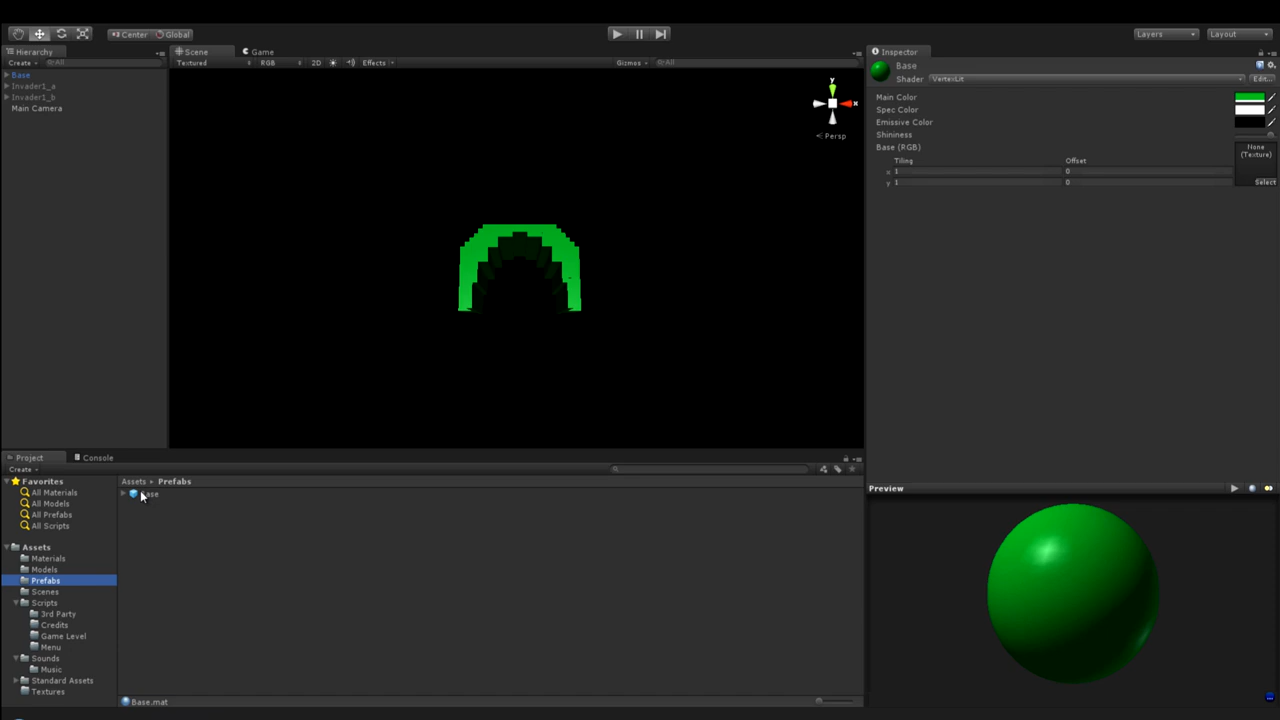 Center Global Layers Layout
Hierarchy Scene Game Inspector
Create All Textured RGB 2D Effects Gizmos All
Base
Invader1_a
Invader1_b
Main Camera
y
x
Persp
Base
Shader VertexLit Edit...
Main Color
Spec Color
Emissive Color
Shininess
Base (RGB) None
(Texture)
Tiling Offset
x 1 0
y 1 0
Select
Project Console
Create
Favorites
All Materials
All Models
All Prefabs
All Scripts
Assets
Materials
Models
Prefabs
Scenes
Scripts
3rd Party
Credits
Game Level
Menu
Sounds
Music
Standard Assets
Textures
Assets Prefabs
Base.mat
Preview